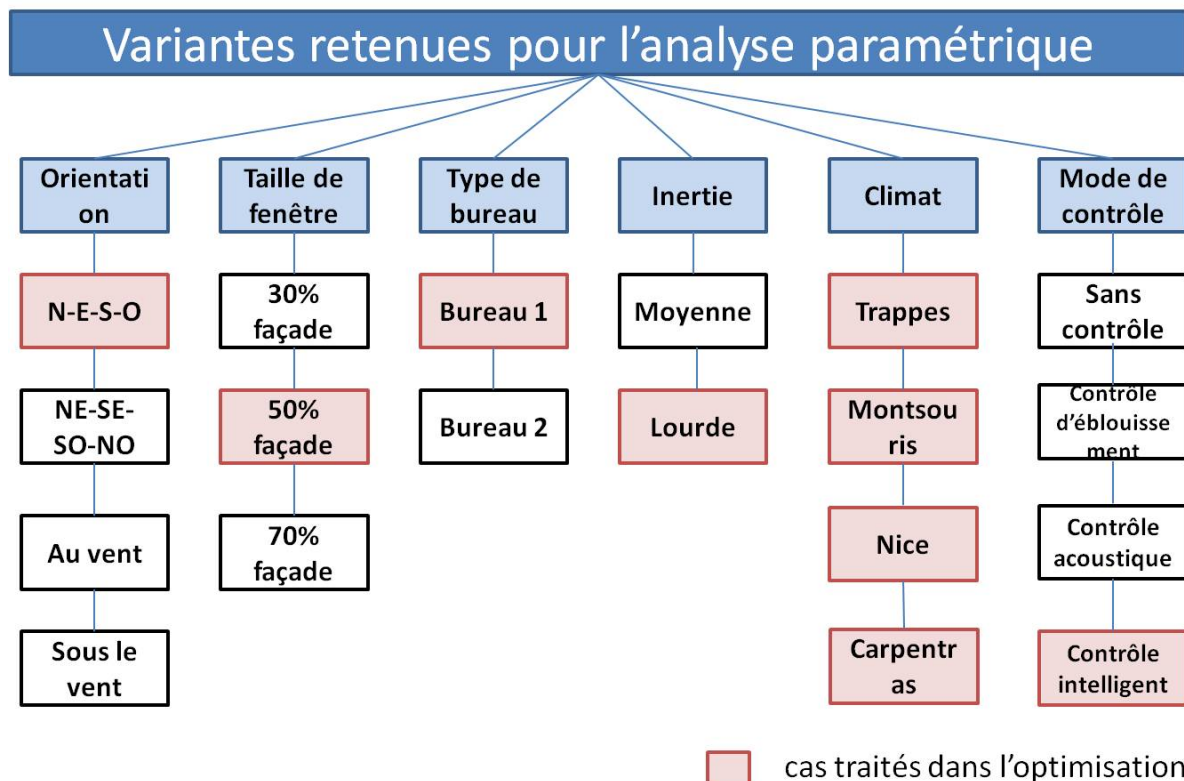 Variantes retenues pour l'analyse paramétrique
Orientati
on
Taille de
fenêtre
Type de
bureau
Inertie
Climat
Mode de
contrôle
N-E-S-O
30%
façade
Bureau 1
Moyenne
Trappes
Sans
contrôle
NE-SE-
SO-NO
50%
façade
Bureau 2
Lourde
Montsou
ris
Contrôle
d'éblouisse
ment
Au vent
70%
façade
Nice
Contrôle
acoustique
Sous le
vent
Carpentr
as
Contrôle
intelligent
cas traités dans l'optimisation